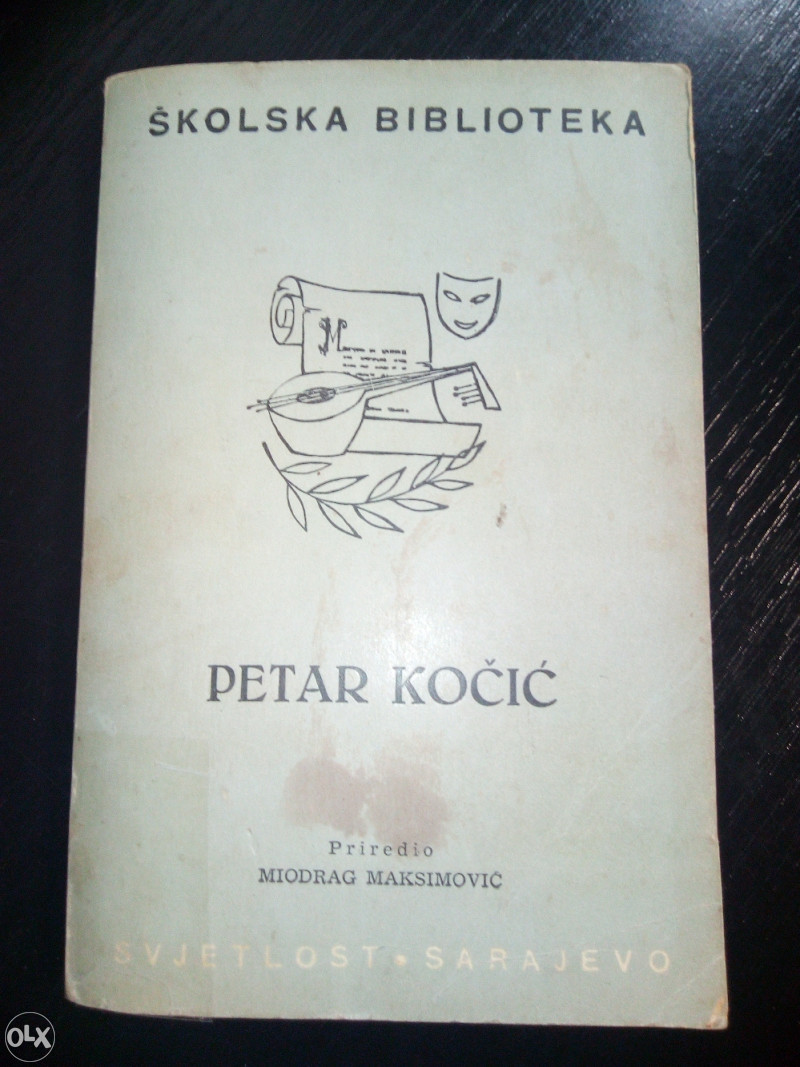 ŠKOLSKA BIBLIOTEKA
M
PETAR KOČIĆ
Priredio
MIODRAG MAKSIMOVIĆ
SVJETLOST • SARAJEVO
OLX